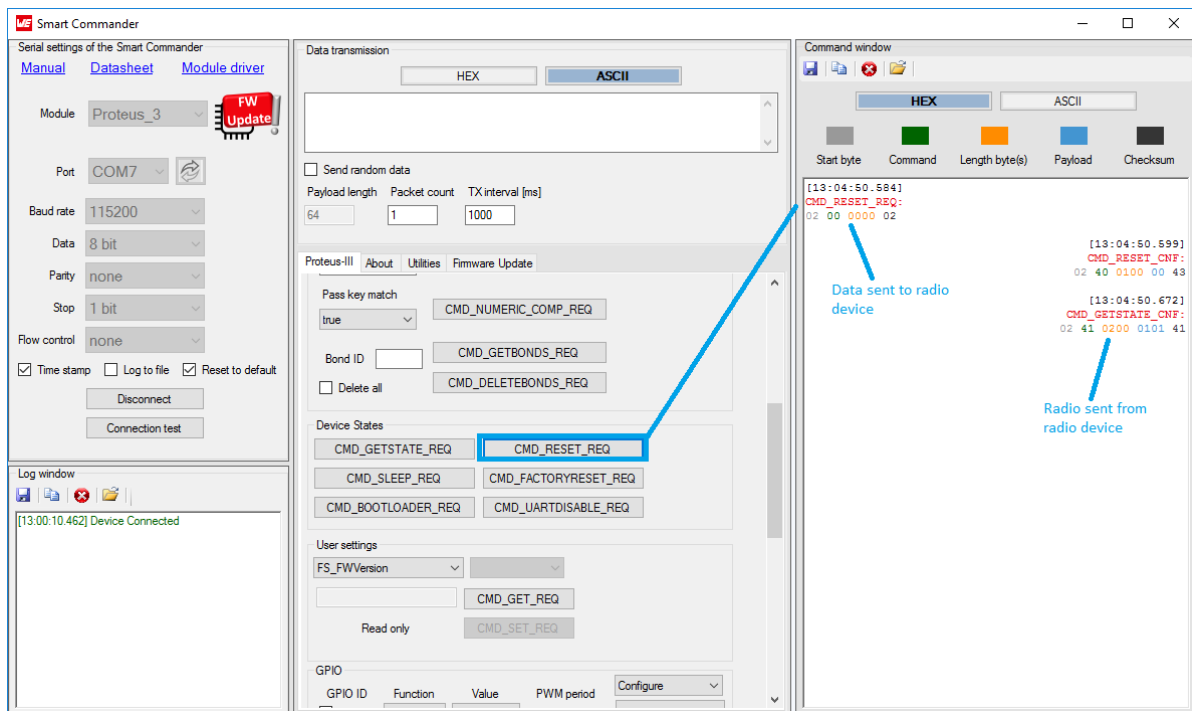 WE Smart Commander
Serial settings of the Smart Commander
Manual Datasheet Module driver
Module Proteus_3
FW
Update
Port COM7
Baud rate 115200
Data 8 bit
Parity none
Stop 1 bit
Flow control none
Time stamp Log to file Reset to default
Disconnect
Connection test
Log window
[13:00:10.462] Device Connected
Data transmission
HEX ASCII
Send random data
Payload length Packet count TX interval [ms]
64 1 1000
Proteus-III About Utilities Firmware Update
Pass key match
true CMD_NUMERIC_COMP_REQ
Bond ID CMD_GETBONDS_REQ
Delete all CMD_DELETEBONDS_REQ
Device States
CMD_GETSTATE_REQ CMD_RESET_REQ
CMD_SLEEP_REQ CMD_FACTORYRESET_REQ
CMD_BOOTLOADER_REQ CMD_UARTDISABLE_REQ
User settings
FS_FWVersion
CMD_GET_REQ
Read only CMD_SET_REQ
GPIO
GPIO ID Function Value PWM period Configure
Command window
HEX ASCII
Start byte Command Length byte(s) Payload Checksum
[13:04:50.584]
CMD_RESET_REQ:
02 00 0000 02
[13:04:50.599]
CMD_RESET_CNF:
02 40 0100 00 43
Data sent to radio
device
[13:04:50.672]
CMD_GETSTATE_CNF:
02 41 0200 0101 41
Radio sent from
radio device